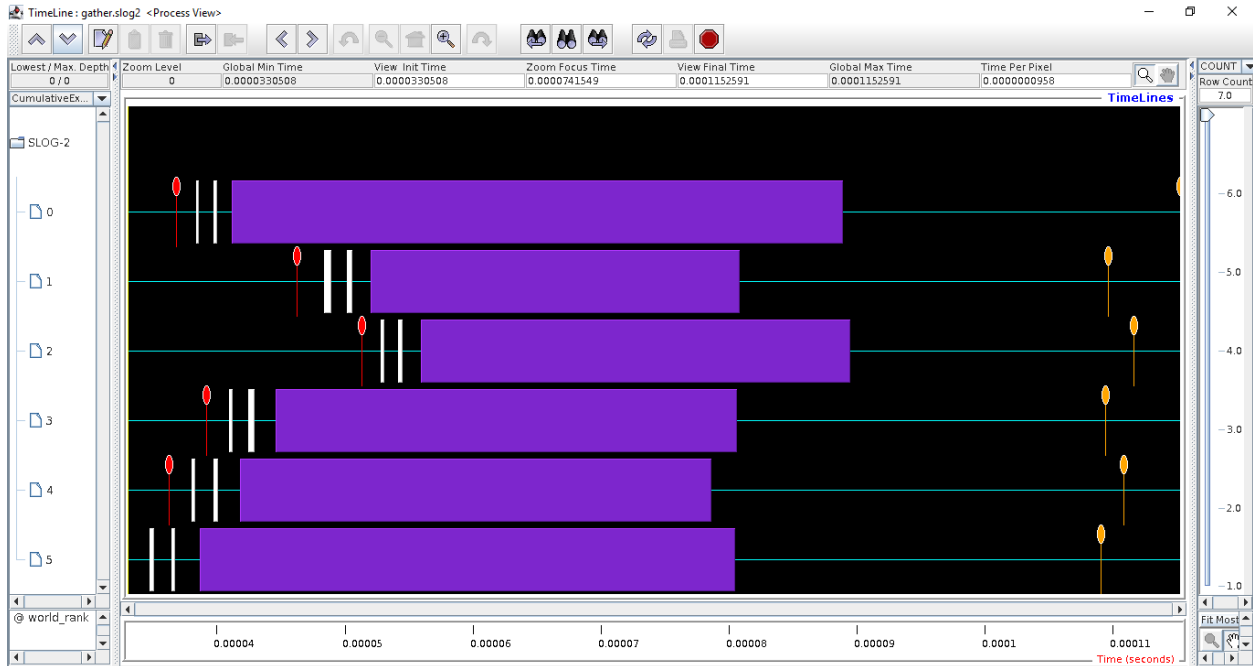 TimeLine : gather.slog2 <Process View>
Lowest / Max. Depth
0 / 0
Zoom Level
0
Global Min Time
0.0000330508
View Init Time
0.0000330508
Zoom Focus Time
0.0000741549
View Final Time
0.0001152591
Global Max Time
0.0001152591
Time Per Pixel
0.0000000958
COUNT
Row Count
7.0
CumulativeEx...
TimeLines
SLOG-2
0
1
2
3
4
5
6.0
5.0
4.0
3.0
2.0
1.0
@ world_rank
Fit Most
0.00004
0.00005
0.00006
0.00007
0.00008
0.00009
0.0001
0.00011
Time (seconds)